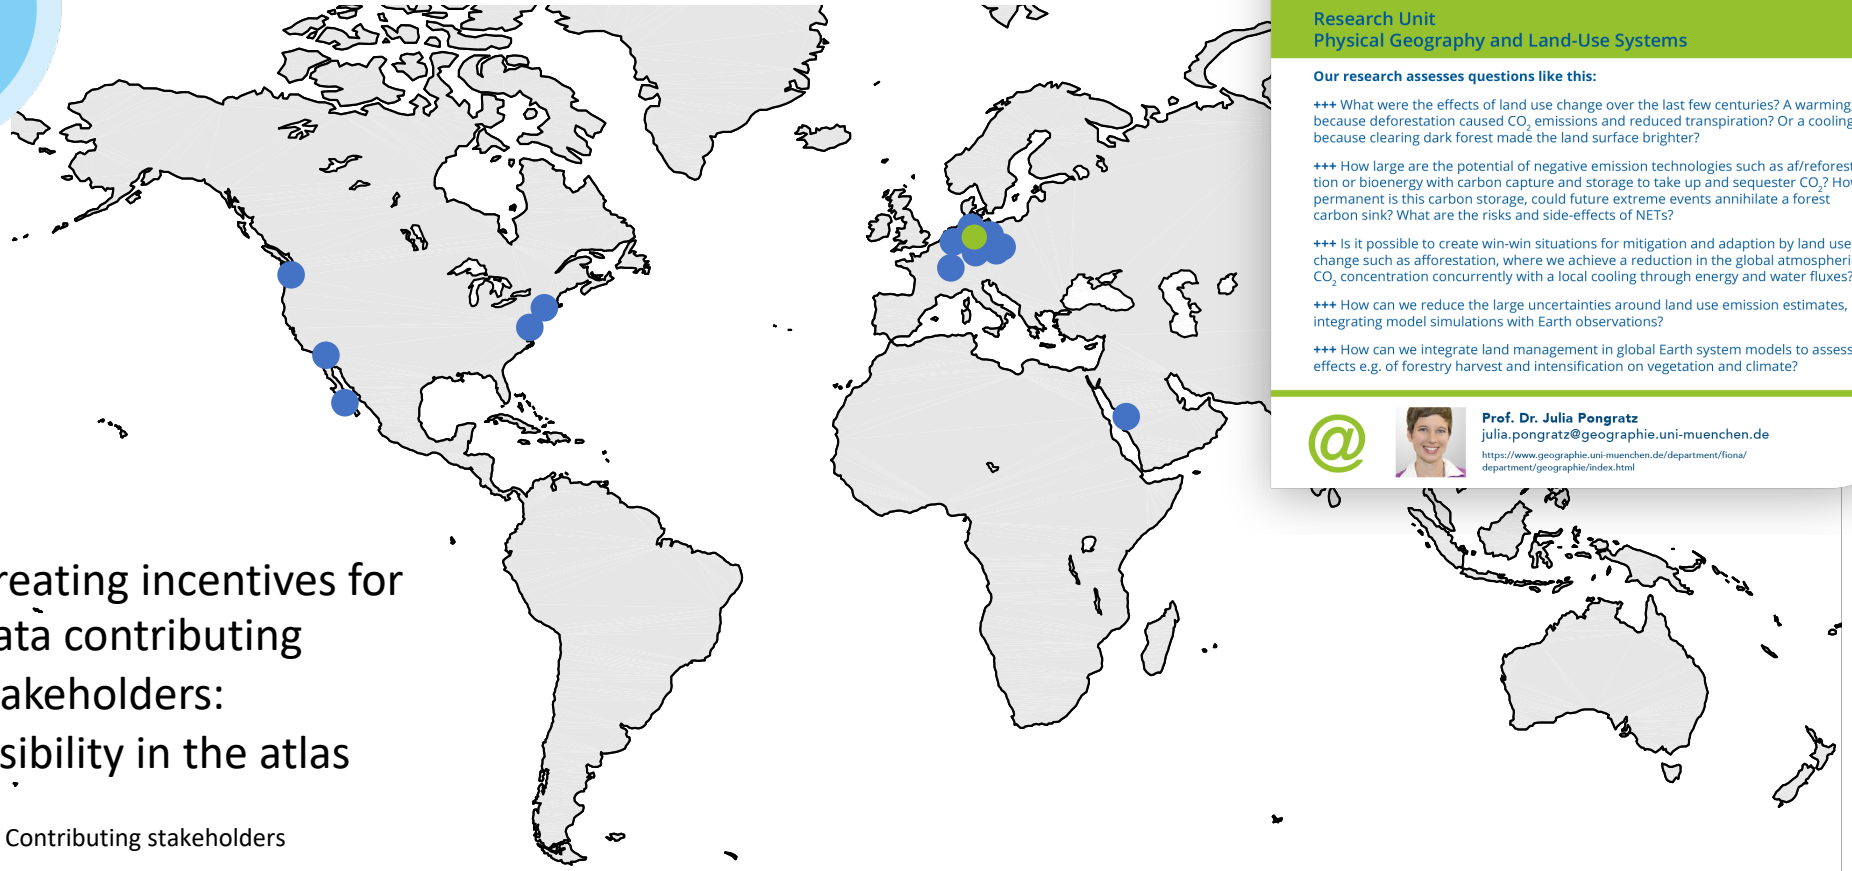 Research Unit
Physical Geography and Land-Use Systems
Our research assesses questions like this:
+++ What were the effects of land use change over the last few centuries? A warming,
because deforestation caused CO₂ emissions and reduced transpiration? Or a cooling
because clearing dark forest made the land surface brighter?
+++ How large are the potential of negative emission technologies such as af/reforest
tion or bioenergy with carbon capture and storage to take up and sequester CO₂? How
permanent is this carbon storage, could future extreme events annihilate a forest
carbon sink? What are the risks and side-effects of NETs?
+++ Is it possible to create win-win situations for mitigation and adaption by land use
change such as afforestation, where we achieve a reduction in the global atmospheri
CO₂ concentration concurrently with a local cooling through energy and water fluxes?
+++ How can we reduce the large uncertainties around land use emission estimates,
integrating model simulations with Earth observations?
+++ How can we integrate land management in global Earth system models to assess
effects e.g. of forestry harvest and intensification on vegetation and climate?
@
Prof. Dr. Julia Pongratz
julia.pongratz@geographie.uni-muenchen.de
https://www.geographie.uni-muenchen.de/department/fiona/
department/geographie/index.html
reating incentives for
ata contributing
akeholders:
sibility in the atlas
Contributing stakeholders